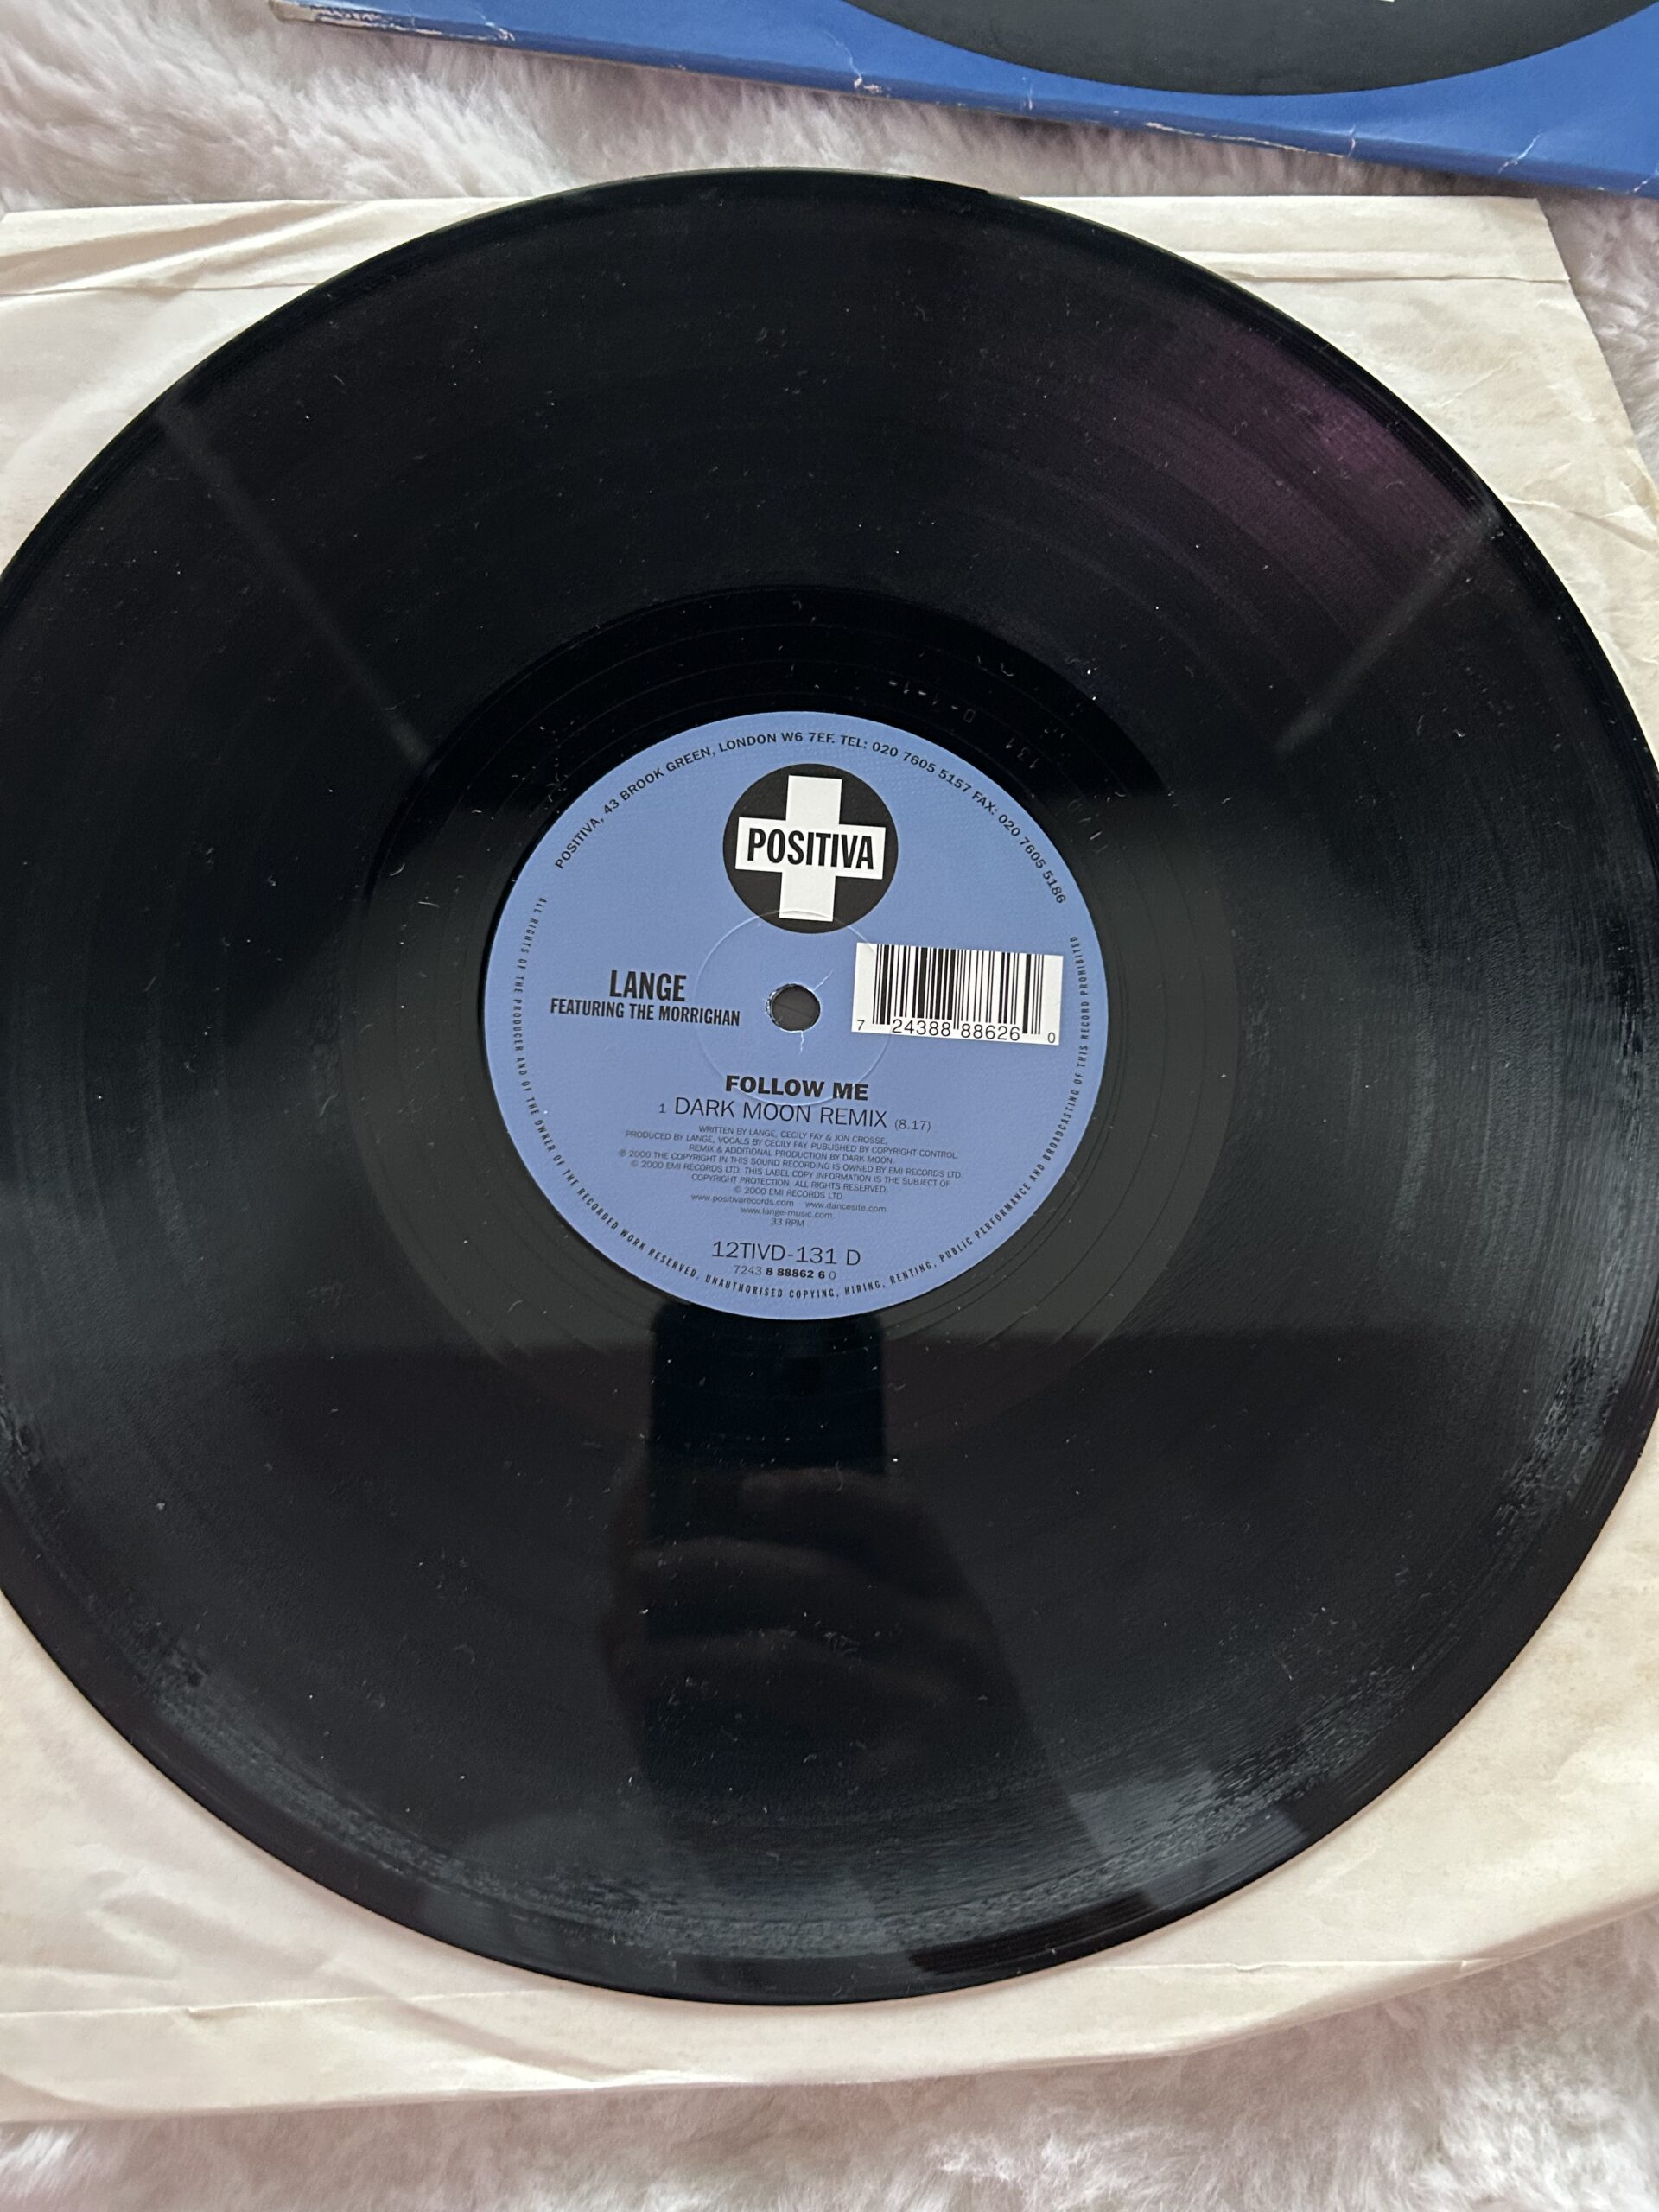 POSITIVA, 43 BROOK GREEN, LONDON W6 7EF. TEL: 020 7605 5157 FAX: 020 7605 5186
POSITIVA
LANGE
FEATURING THE MORRIGHAN
7 24388 88626 0
FOLLOW ME
1 DARK MOON REMIX (8.17)
WRITTEN BY LANGE, CECILY FAY & JON CROSSE,
PRODUCED BY LANGE, VOCALS BY CECILY FAY. PUBLISHED BY COPYRIGHT CONTROL.
REMIX & ADDITIONAL PRODUCTION BY DARK MOON.
℗ 2000 THE COPYRIGHT IN THIS SOUND RECORDING IS OWNED BY EMI RECORDS LTD.
© 2000 EMI RECORDS LTD. THIS LABEL COPY INFORMATION IS THE SUBJECT OF
COPYRIGHT PROTECTION. ALL RIGHTS RESERVED.
© 2000 EMI RECORDS LTD.
www.positivarecords.com www.dancesite.com
www.lange-music.com
33 RPM
12TIVD-131 D
7243 8 88862 6 0
ALL RIGHTS OF THE PRODUCER AND OF THE OWNER OF THE RECORDED WORK RESERVED. UNAUTHORISED COPYING, HIRING, RENTING, PUBLIC PERFORMANCE AND BROADCASTING OF THIS RECORD PROHIBITED